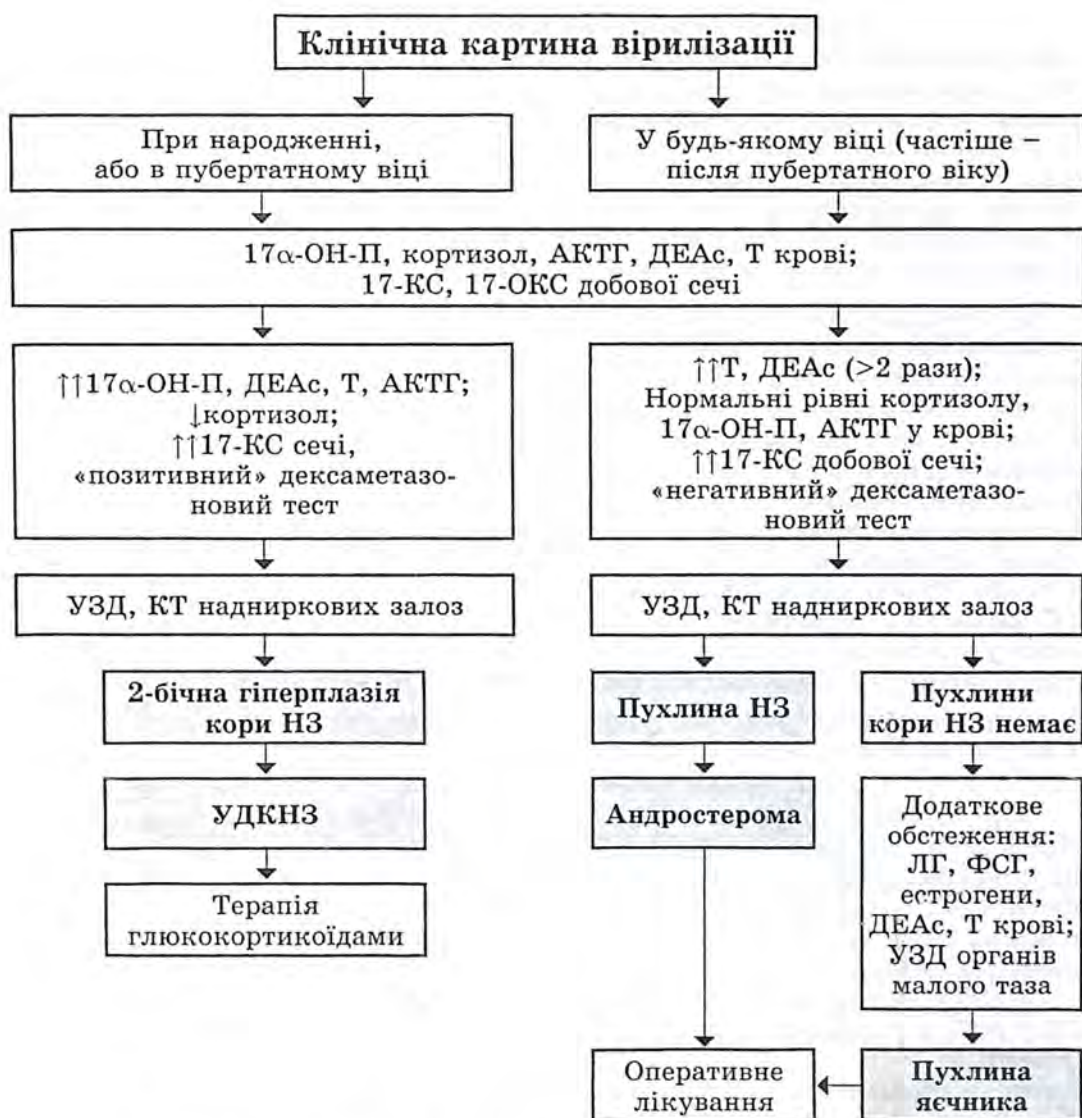 Клінічна картина вірилізації
При народженні,
або в пубертатному віці
У будь-якому віці (частіше –
після пубертатного віку)
17α-ОН-П, кортизол, АКТГ, ДЕАс, Т крові;
17-КС, 17-ОКС добової сечі
↑↑17α-ОН-П, ДЕАс, Т, АКТГ;
↓кортизол;
↑↑17-КС сечі,
«позитивний» дексаметазо-
новий тест
↑↑Т, ДЕАс (>2 рази);
Нормальні рівні кортизолу,
17α-ОН-П, АКТГ у крові;
↑↑17-КС добової сечі;
«негативний» дексаметазо-
новий тест
УЗД, КТ надниркових залоз
УЗД, КТ надниркових залоз
2-бічна гіперплазія
кори НЗ
Пухлина НЗ
Пухлини
кори НЗ немає
УДКНЗ
Андростерома
Додаткове
обстеження:
ЛГ, ФСГ,
естрогени,
ДЕАс, Т крові;
УЗД органів
малого таза
Терапія
глюкокортикоїдами
Оперативне
лікування
Пухлина
яєчника